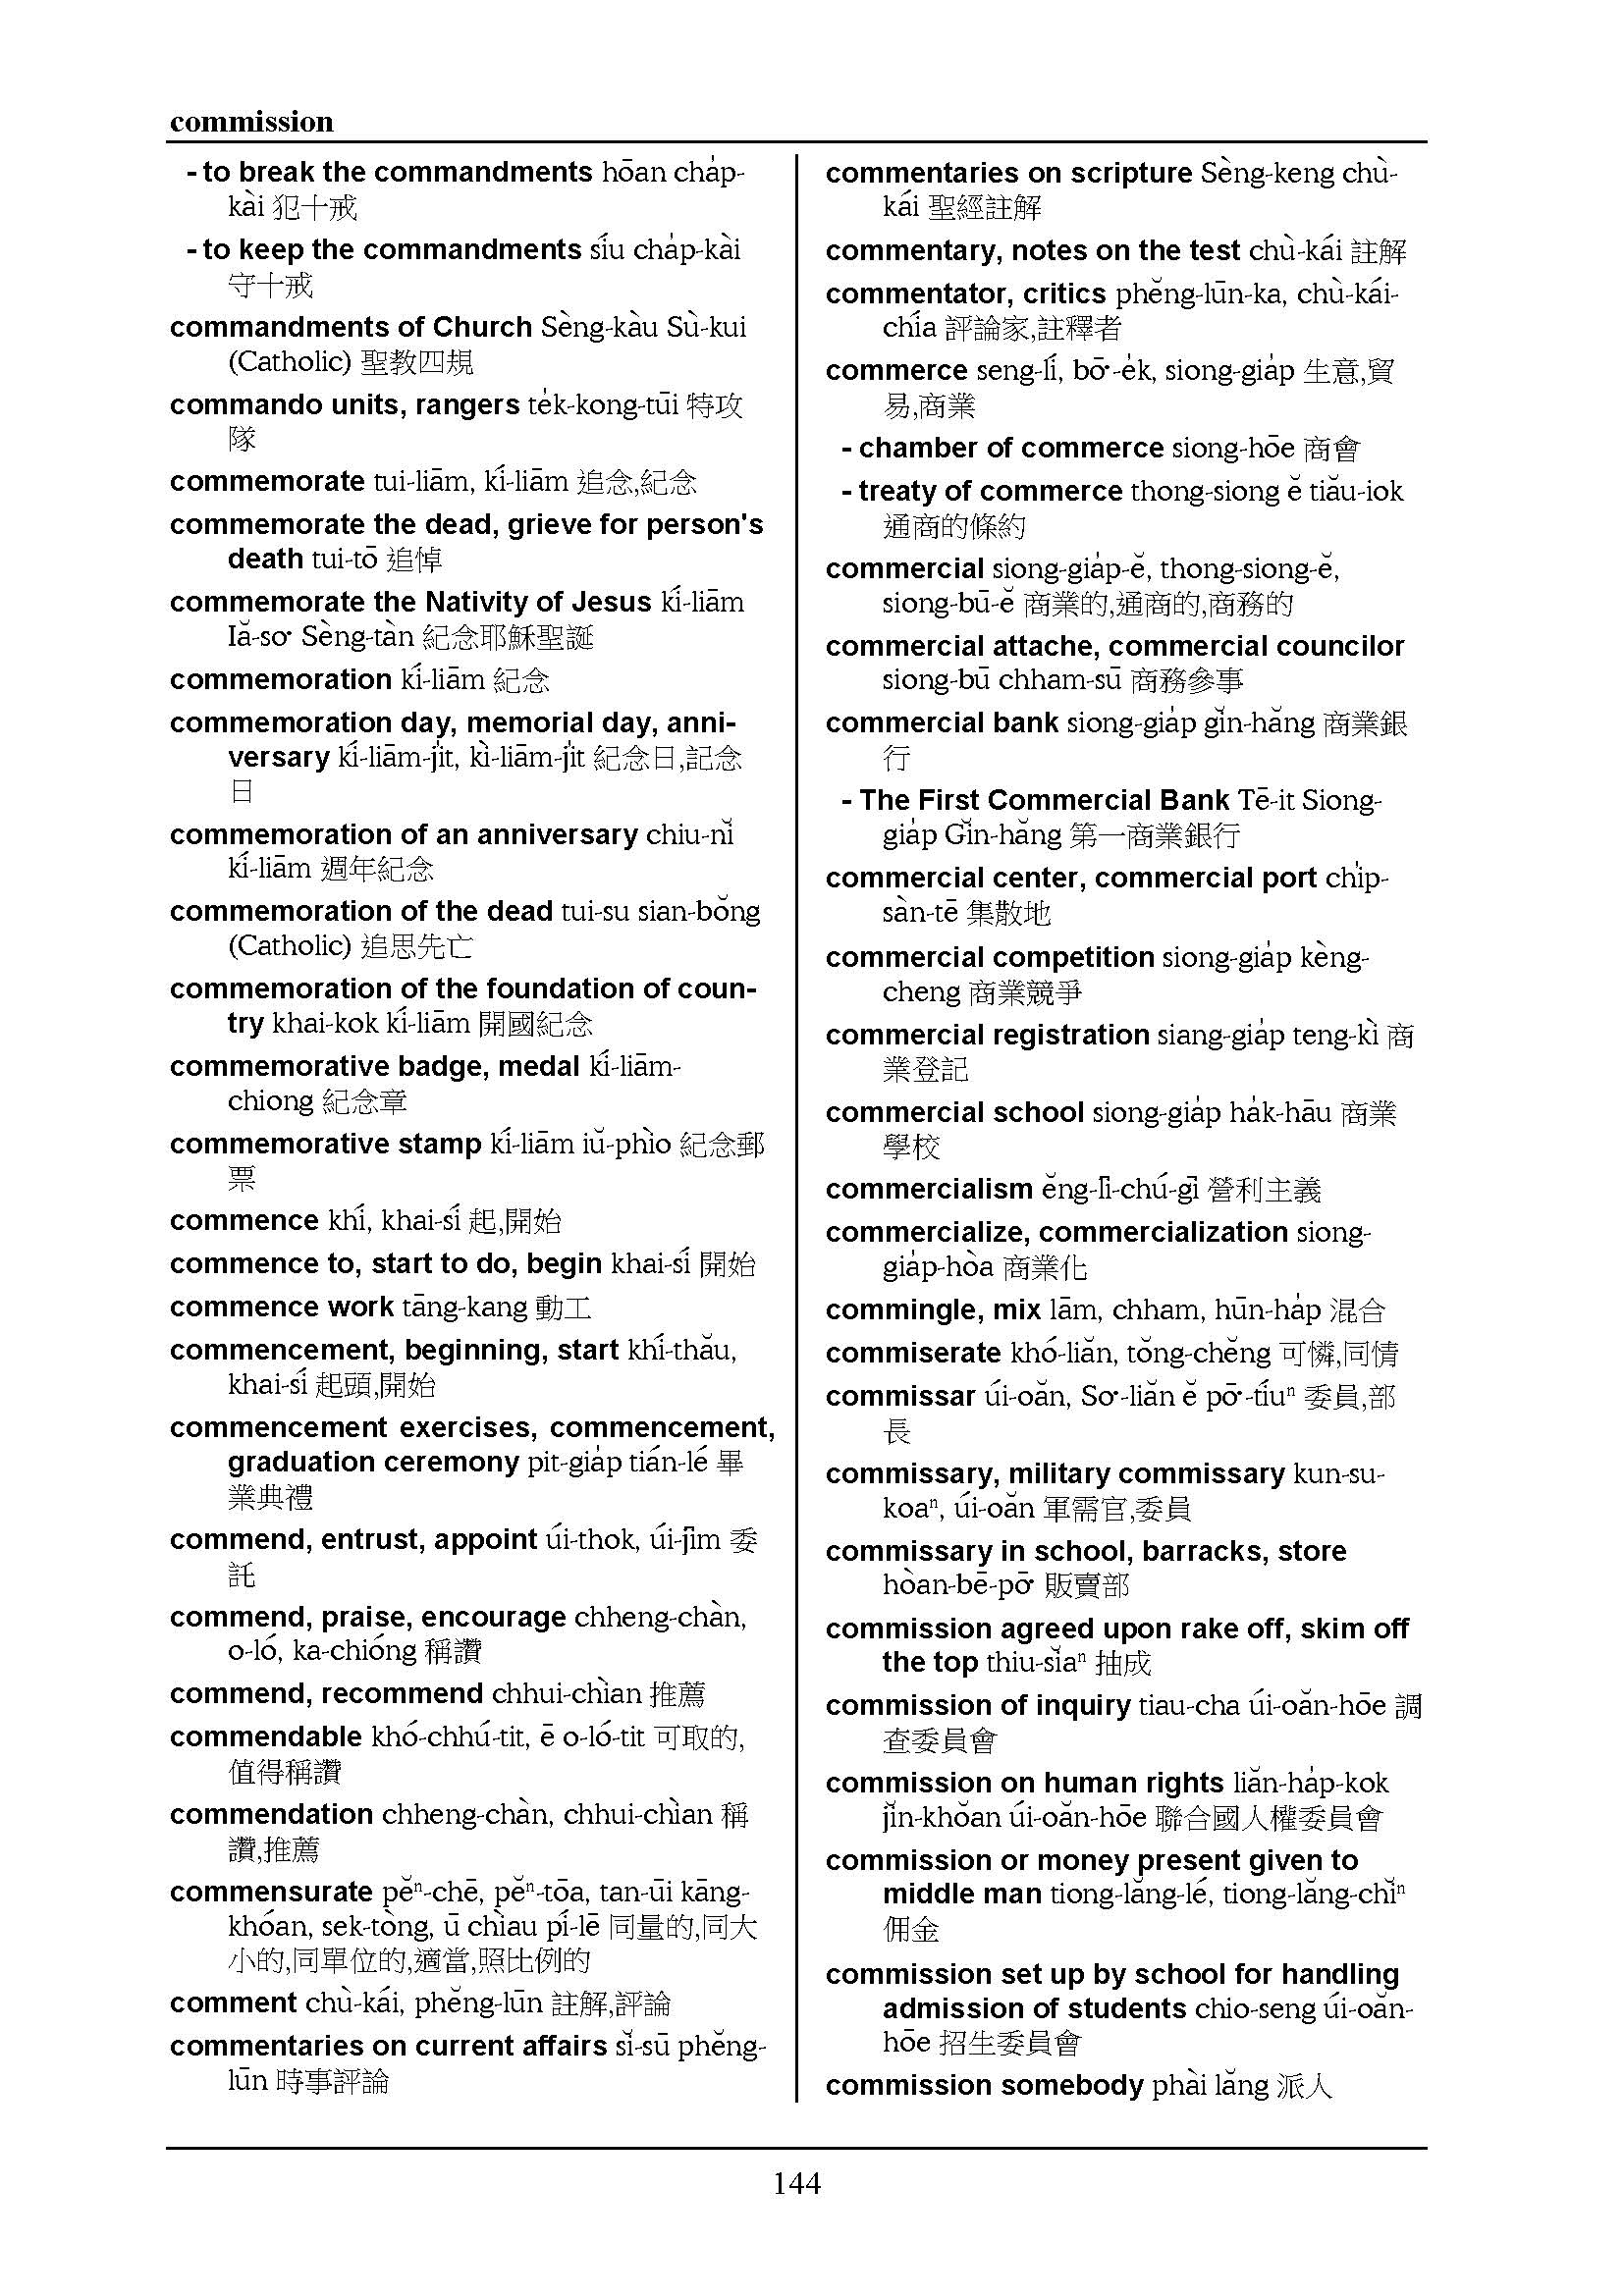 commission
- to break the commandments hōan cha̍p-
kài 犯十戒
- to keep the commandments síu cha̍p-kài
守十戒
commandments of Church Sèng-kàu Sù-kui
(Catholic) 聖教四規
commando units, rangers te̍k-kong-tūi 特攻
隊
commemorate tui-liām, kí-liām 追念,紀念
commemorate the dead, grieve for person's
death tui-tō 追悼
commemorate the Nativity of Jesus kí-liām
Iă-so͘ Sèng-tàn 紀念耶穌聖誕
commemoration kí-liām 紀念
commemoration day, memorial day, anni-
versary kí-liām-ji̍t, kì-liām-ji̍t 紀念日,記念
日
commemoration of an anniversary chiu-nĭ
kí-liām 週年紀念
commemoration of the dead tui-su sian-bŏng
(Catholic) 追思先亡
commemoration of the foundation of coun-
try khai-kok kí-liām 開國紀念
commemorative badge, medal kí-liām-
chiong 紀念章
commemorative stamp kí-liām iŭ-phìo 紀念郵
票
commence khí, khai-sí 起,開始
commence to, start to do, begin khai-sí 開始
commence work tāng-kang 動工
commencement, beginning, start khí-thău,
khai-sí 起頭,開始
commencement exercises, commencement,
graduation ceremony pit-gia̍p tián-lé 畢
業典禮
commend, entrust, appoint úi-thok, úi-jīm 委
託
commend, praise, encourage chheng-chàn,
o-ló, ka-chióng 稱讚
commend, recommend chhui-chìan 推薦
commendable khó-chhú-tit, ē o-ló-tit 可取的,
值得稱讚
commendation chheng-chàn, chhui-chìan 稱
讚,推薦
commensurate pĕⁿ-chē, pĕⁿ-tōa, tan-ūi kāng-
khóan, sek-tòng, ū chìau pí-lē 同量的,同大
小的,同單位的,適當,照比例的
comment chù-kái, phĕng-lūn 註解,評論
commentaries on current affairs sĭ-sū phĕng-
lūn 時事評論
commentaries on scripture Sèng-keng chù-
kái 聖經註解
commentary, notes on the test chù-kái 註解
commentator, critics phĕng-lūn-ka, chù-kái-
chía 評論家,註釋者
commerce seng-lí, bō͘-e̍k, siong-gia̍p 生意,貿
易,商業
- chamber of commerce siong-hōe 商會
- treaty of commerce thong-siong ĕ tiău-iok
通商的條約
commercial siong-gia̍p-ĕ, thong-siong-ĕ,
siong-bū-ĕ 商業的,通商的,商務的
commercial attache, commercial councilor
siong-bū chham-sū 商務參事
commercial bank siong-gia̍p gĭn-hăng 商業銀
行
- The First Commercial Bank Tē-it Siong-
gia̍p Gĭn-hăng 第一商業銀行
commercial center, commercial port chi̍p-
sàn-tē 集散地
commercial competition siong-gia̍p kèng-
cheng 商業競爭
commercial registration siang-gia̍p teng-kì 商
業登記
commercial school siong-gia̍p ha̍k-hāu 商業
學校
commercialism ĕng-lī-chú-gī 營利主義
commercialize, commercialization siong-
gia̍p-hòa 商業化
commingle, mix lām, chham, hūn-ha̍p 混合
commiserate khó-liăn, tŏng-chĕng 可憐,同情
commissar úi-oăn, So͘-liăn ĕ pō͘-tíuⁿ 委員,部
長
commissary, military commissary kun-su-
koaⁿ, úi-oăn 軍需官,委員
commissary in school, barracks, store
hòan-bē-pō͘ 販賣部
commission agreed upon rake off, skim off
the top thiu-sĭaⁿ 抽成
commission of inquiry tiau-cha úi-oăn-hōe 調
查委員會
commission on human rights liăn-ha̍p-kok
jĭn-khŏan úi-oăn-hōe 聯合國人權委員會
commission or money present given to
middle man tiong-lăng-lé, tiong-lăng-chĭⁿ
佣金
commission set up by school for handling
admission of students chio-seng úi-oăn-
hōe 招生委員會
commission somebody phài lăng 派人
144